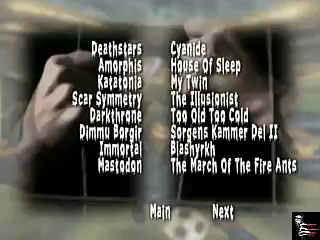 Deathstars Cyanide
Amorphis House Of Sleep
Katatonia My Twin
Scar Symmetry The Illusionist
Darkthrone Too Old Too Cold
Dimmu Borgir Sorgens Kammer Del II
Immortal Blashyrkh
Mastodon The March Of The Fire Ants
Main Next